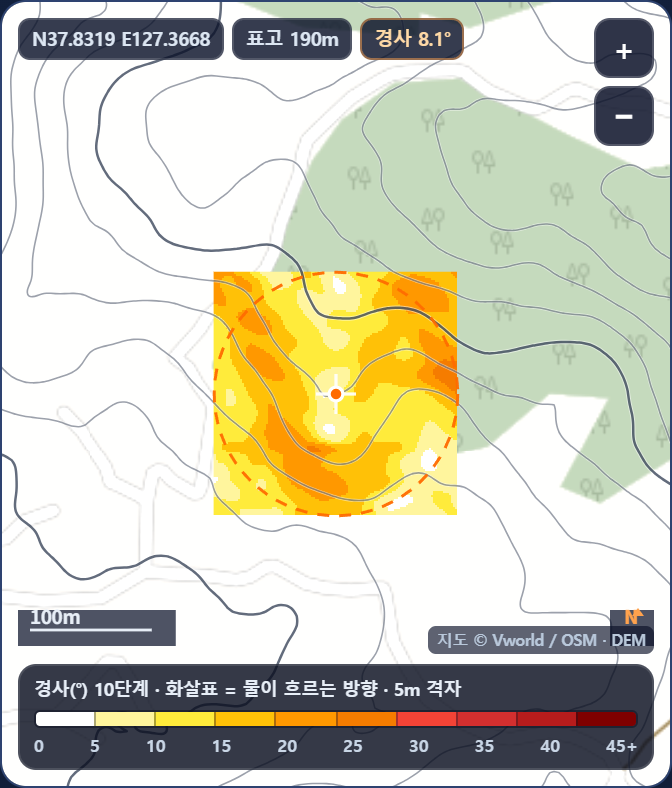 N37.8319 E127.3668
표고 190m
경사 8.1°
+
−
100m
N
지도 © Vworld / OSM · DEM
경사(°) 10단계 · 화살표 = 물이 흐르는 방향 · 5m 격자
0 5 10 15 20 25 30 35 40 45+